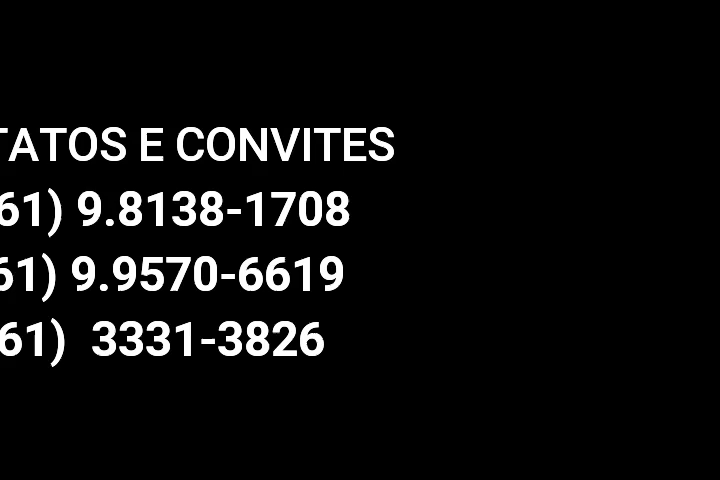 TATOS E CONVITES
61) 9.8138-1708
61) 9.9570-6619
61) 3331-3826